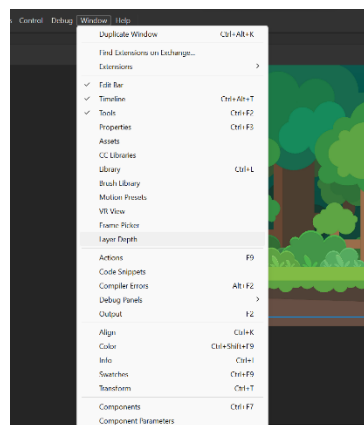 Control Debug Window Help
Duplicate Window Ctrl+Alt+K
Find Extensions on Exchange...
Extensions >
✓ Edit Bar
✓ Timeline Ctrl+Alt+T
✓ Tools Ctrl+F2
Properties Ctrl+F3
Assets
CC Libraries
Library Ctrl+L
Brush Library
Motion Presets
VR View
Frame Picker
Layer Depth
Actions F9
Code Snippets
Compiler Errors Alt+F2
Debug Panels >
Output F2
Align Ctrl+K
Color Ctrl+Shift+F9
Info Ctrl+I
Swatches Ctrl+F9
Transform Ctrl+T
Components Ctrl+F7
Component Parameters